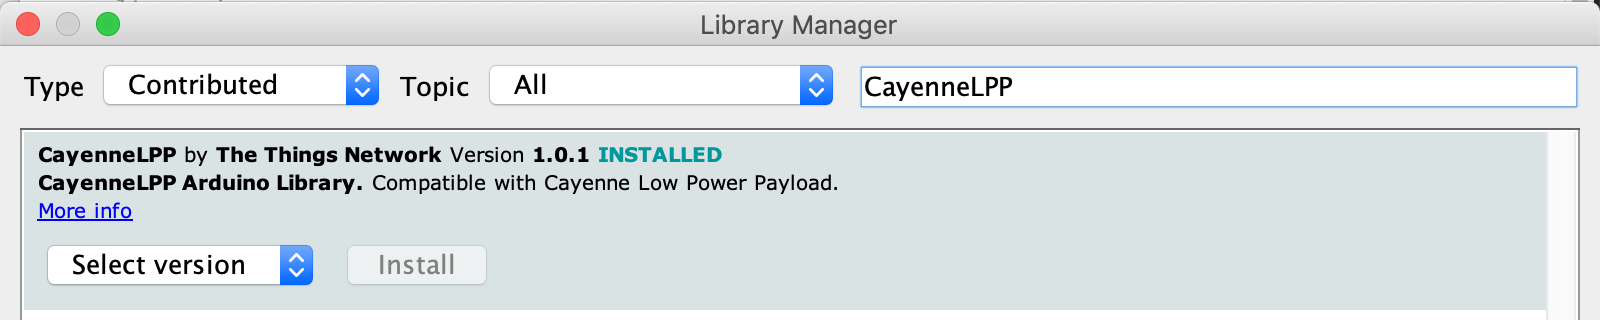 Library Manager
Type Contributed Topic All CayenneLPP
CayenneLPP by The Things Network Version 1.0.1 INSTALLED
CayenneLPP Arduino Library. Compatible with Cayenne Low Power Payload.
More info
Select version Install